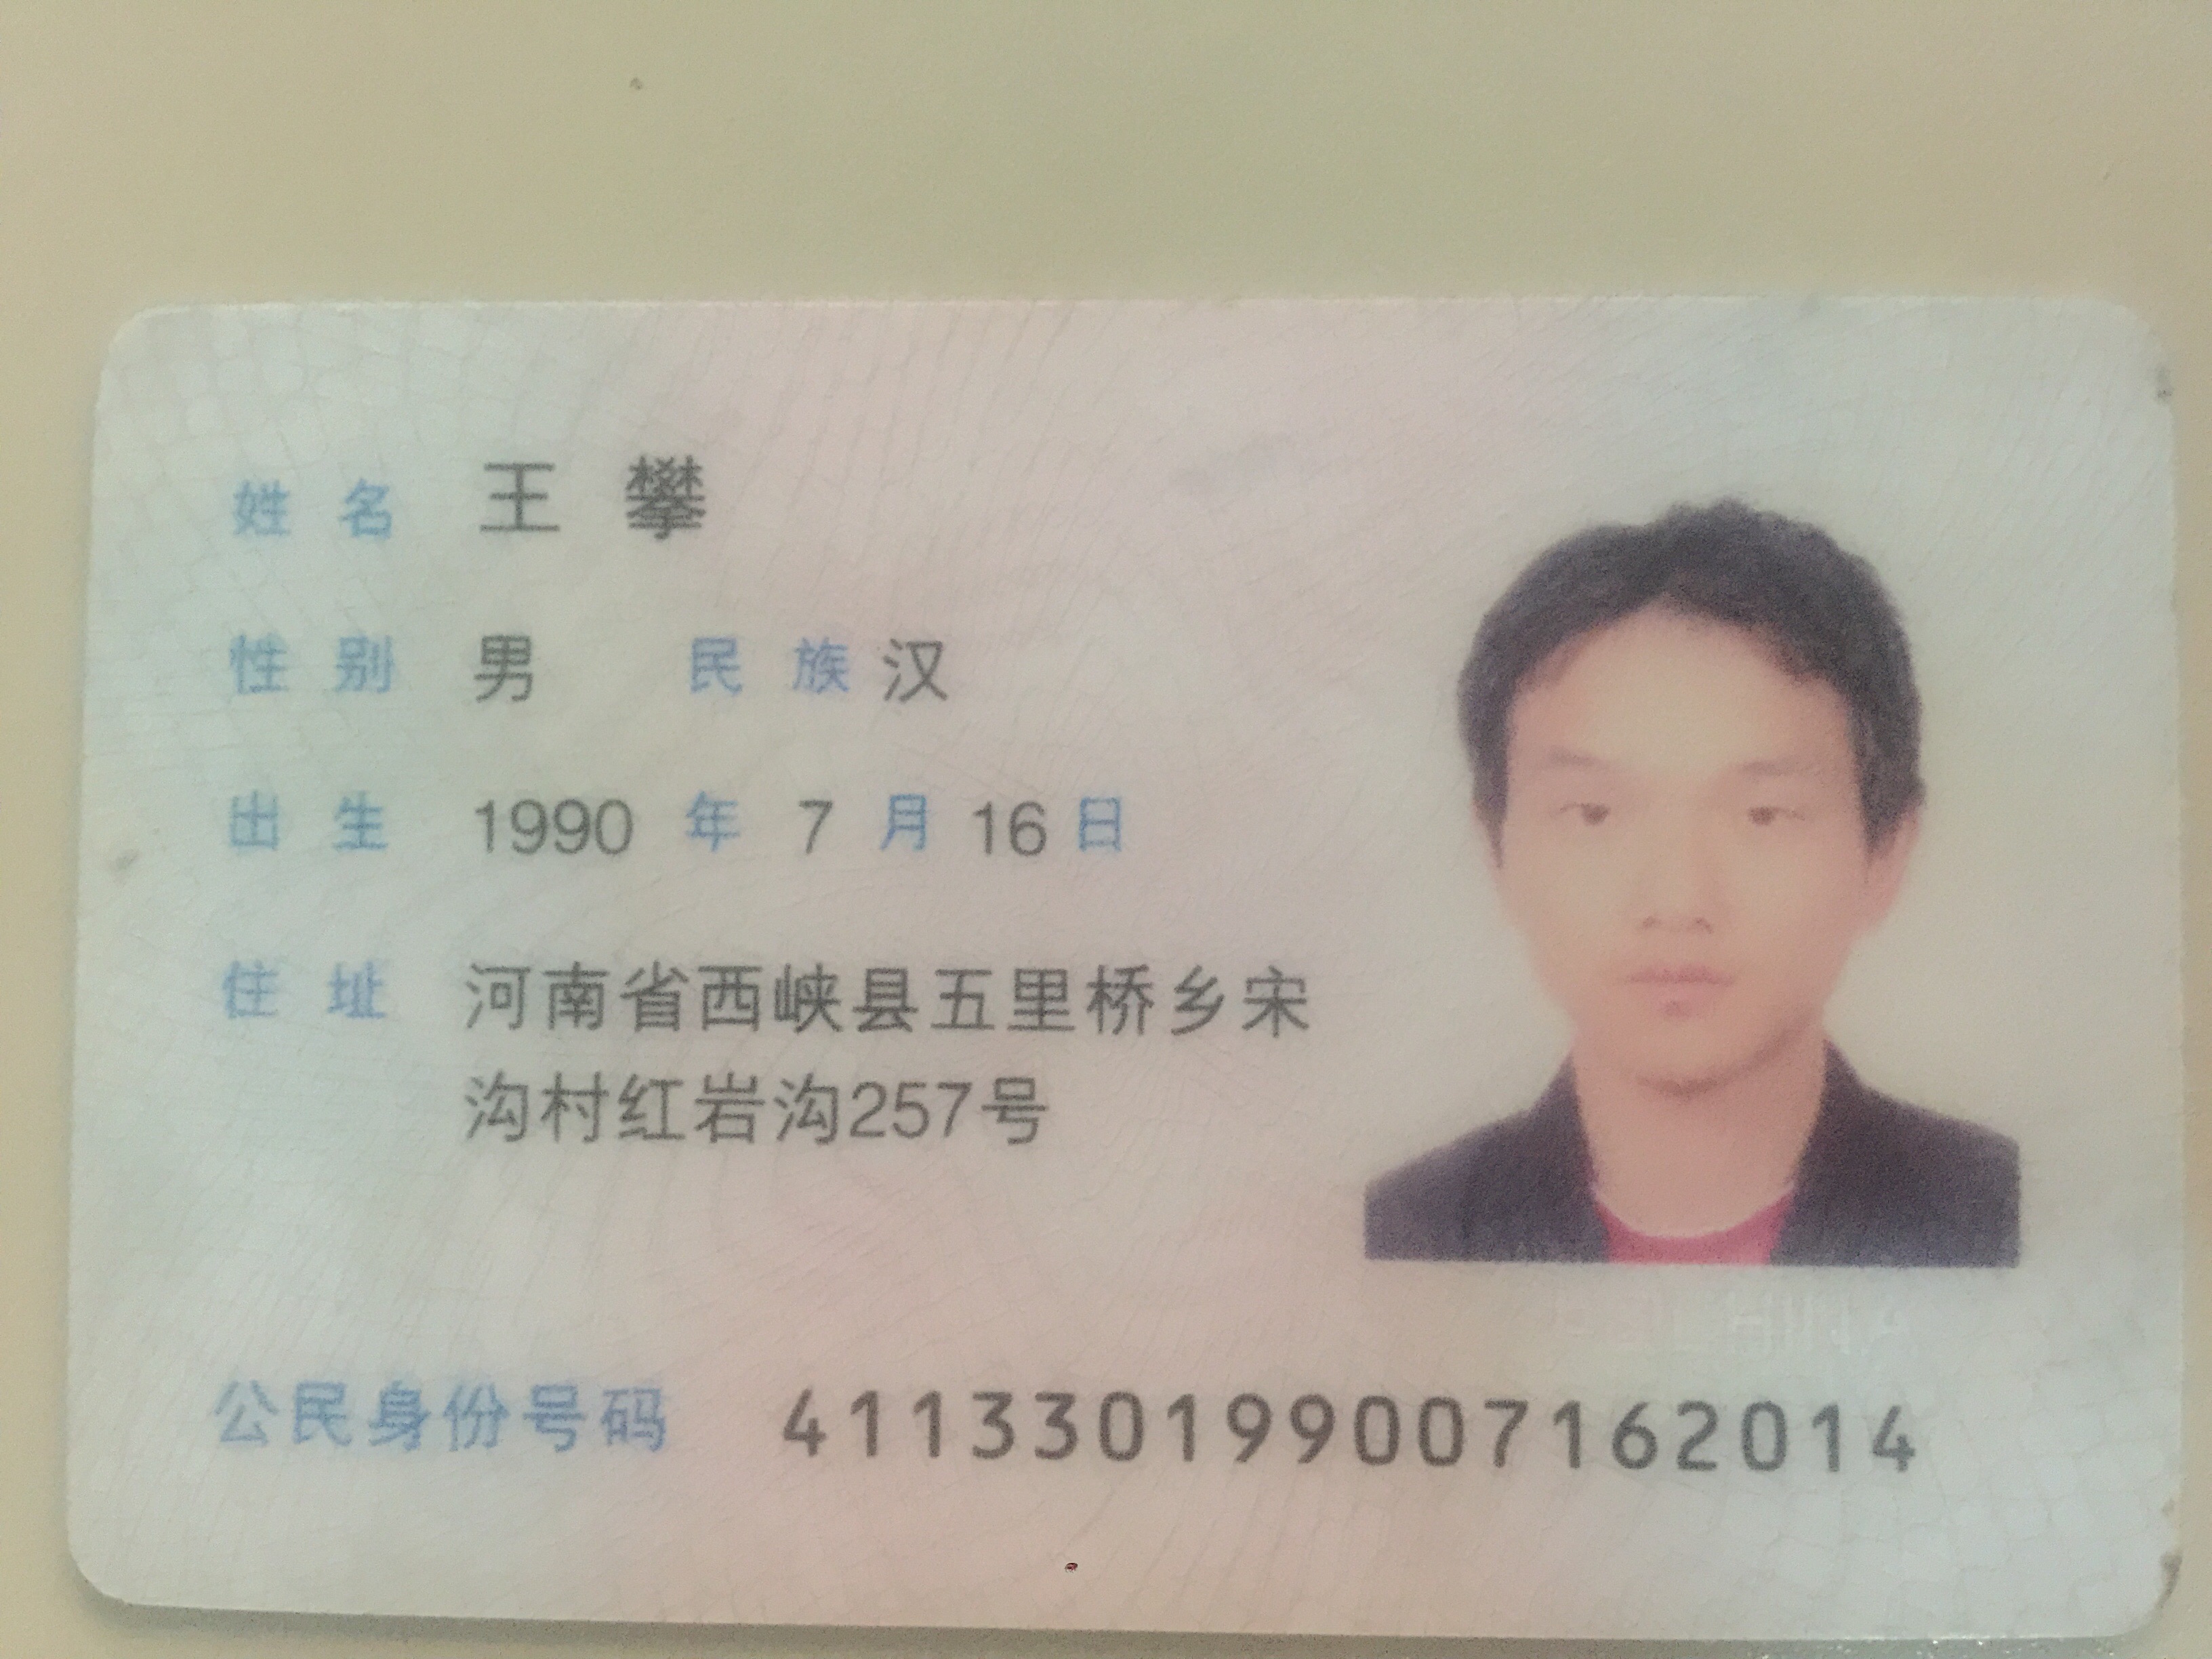 姓名 王攀
性别 男 民族 汉
出生 1990 年 7 月 16 日
住址 河南省西峡县五里桥乡宋
沟村红岩沟257号
公民身份号码 411330199007162014